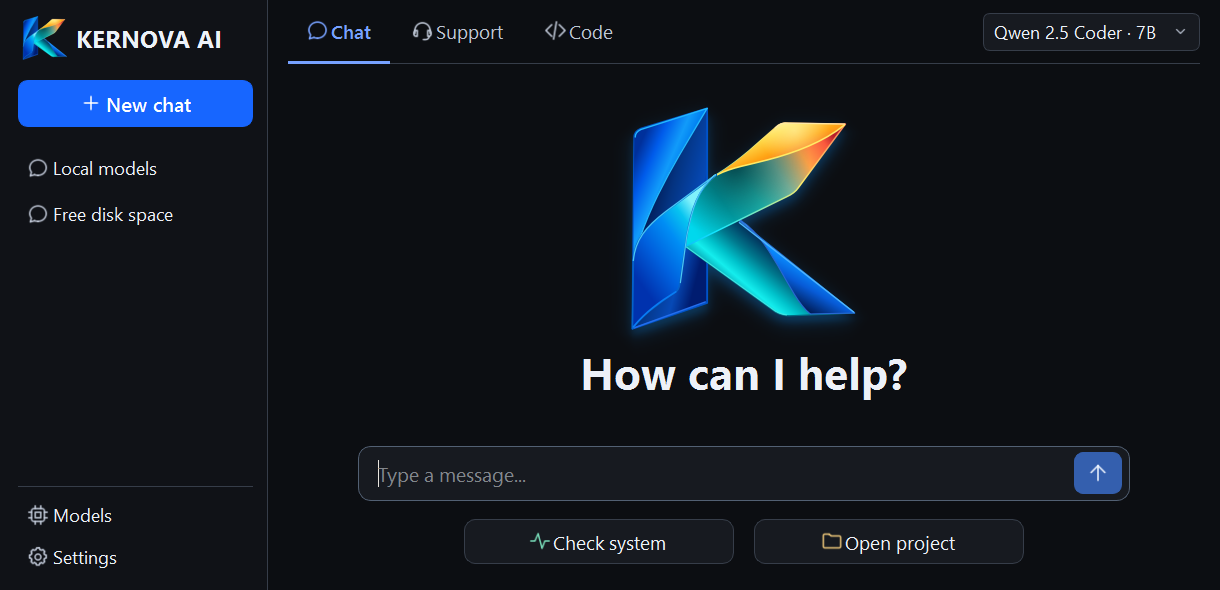 KERNOVA AI
New chat
Local models
Free disk space
Models
Settings
Chat
Support
Code
Qwen 2.5 Coder · 7B
How can I help?
Type a message...
Check system
Open project